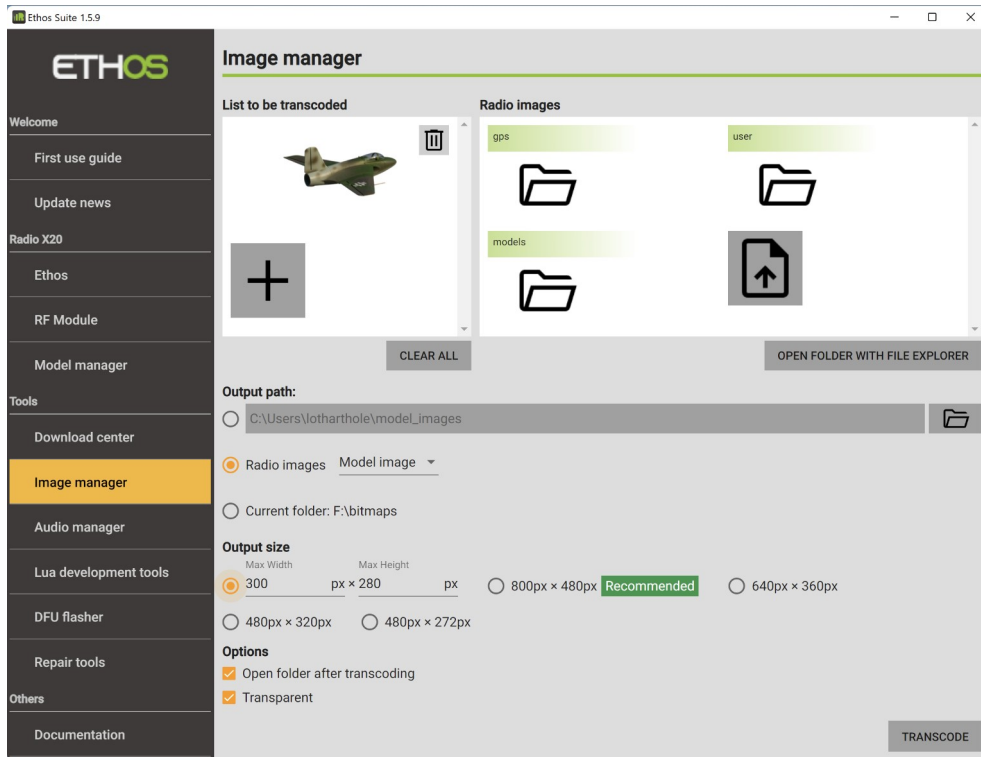 Ethos Suite 1.5.9
ETHOS
Welcome
First use guide
Update news
Radio X20
Ethos
RF Module
Model manager
Tools
Download center
Image manager
Audio manager
Lua development tools
DFU flasher
Repair tools
Others
Documentation
Image manager
List to be transcoded
CLEAR ALL
Radio images
gps
user
models
OPEN FOLDER WITH FILE EXPLORER
Output path:
C:\Users\lotharthole\model_images
Radio images Model image
Current folder: F:\bitmaps
Output size
Max Width Max Height
300 px × 280 px 800px × 480px Recommended 640px × 360px
480px × 320px 480px × 272px
Options
Open folder after transcoding
Transparent
TRANSCODE